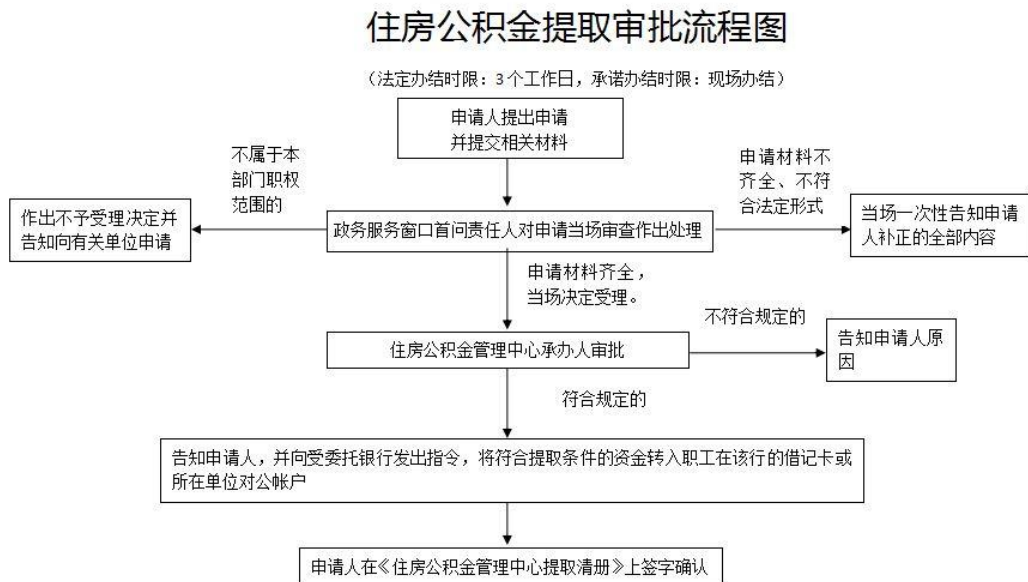 住房公积金提取审批流程图
（法定办结时限：3个工作日，承诺办结时限：现场办结）
申请人提出申请
并提交相关材料
不属于本
部门职权
范围的
申请材料不
齐全、不符
合法定形式
作出不予受理决定并
告知向有关单位申请
政务服务窗口首问责任人对申请当场审查作出处理
当场一次性告知申请
人补正的全部内容
申请材料齐全，
当场决定受理。
不符合规定的
住房公积金管理中心承办人审批
告知申请人原
因
符合规定的
告知申请人，并向受委托银行发出指令，将符合提取条件的资金转入职工在该行的借记卡或
所在单位对公帐户
申请人在《住房公积金管理中心提取清册》上签字确认